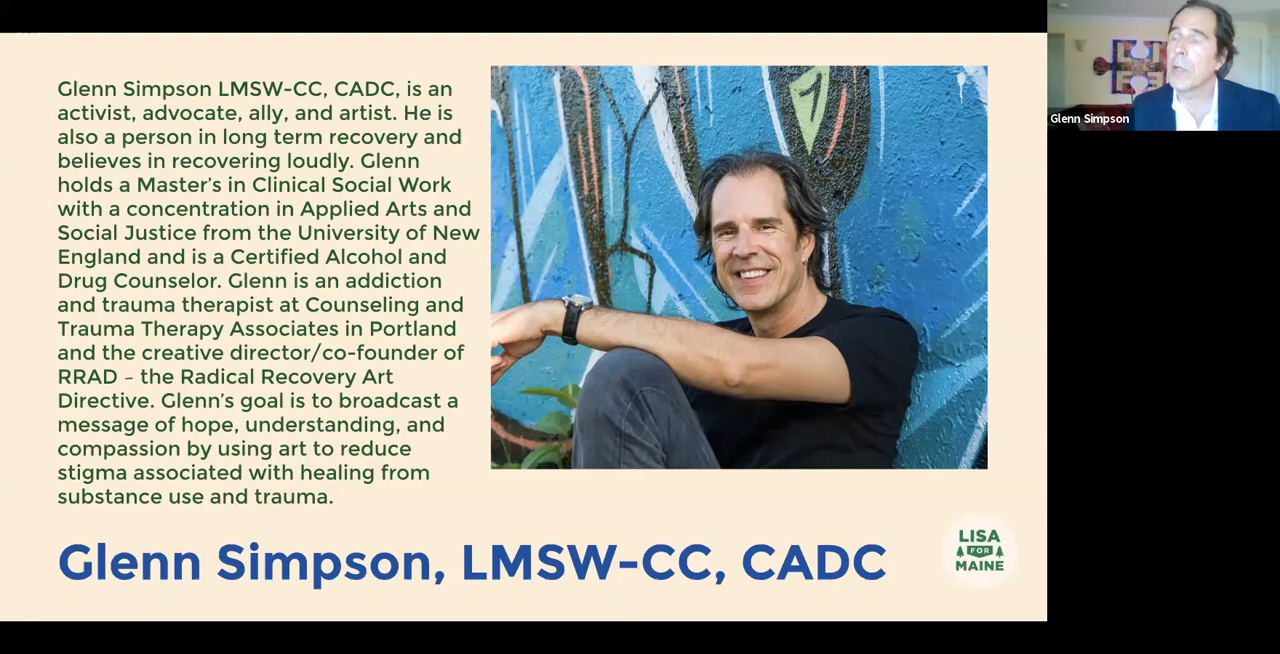 Glenn Simpson LMSW-CC, CADC, is an
activist, advocate, ally, and artist. He is
also a person in long term recovery and
believes in recovering loudly. Glenn
holds a Master's in Clinical Social Work
with a concentration in Applied Arts and
Social Justice from the University of New
England and is a Certified Alcohol and
Drug Counselor. Glenn is an addiction
and trauma therapist at Counseling and
Trauma Therapy Associates in Portland
and the creative director/co-founder of
RRAD – the Radical Recovery Art
Directive. Glenn's goal is to broadcast a
message of hope, understanding, and
compassion by using art to reduce
stigma associated with healing from
substance use and trauma.
Glenn Simpson, LMSW-CC, CADC
LISA
FOR
MAINE
Glenn Simpson